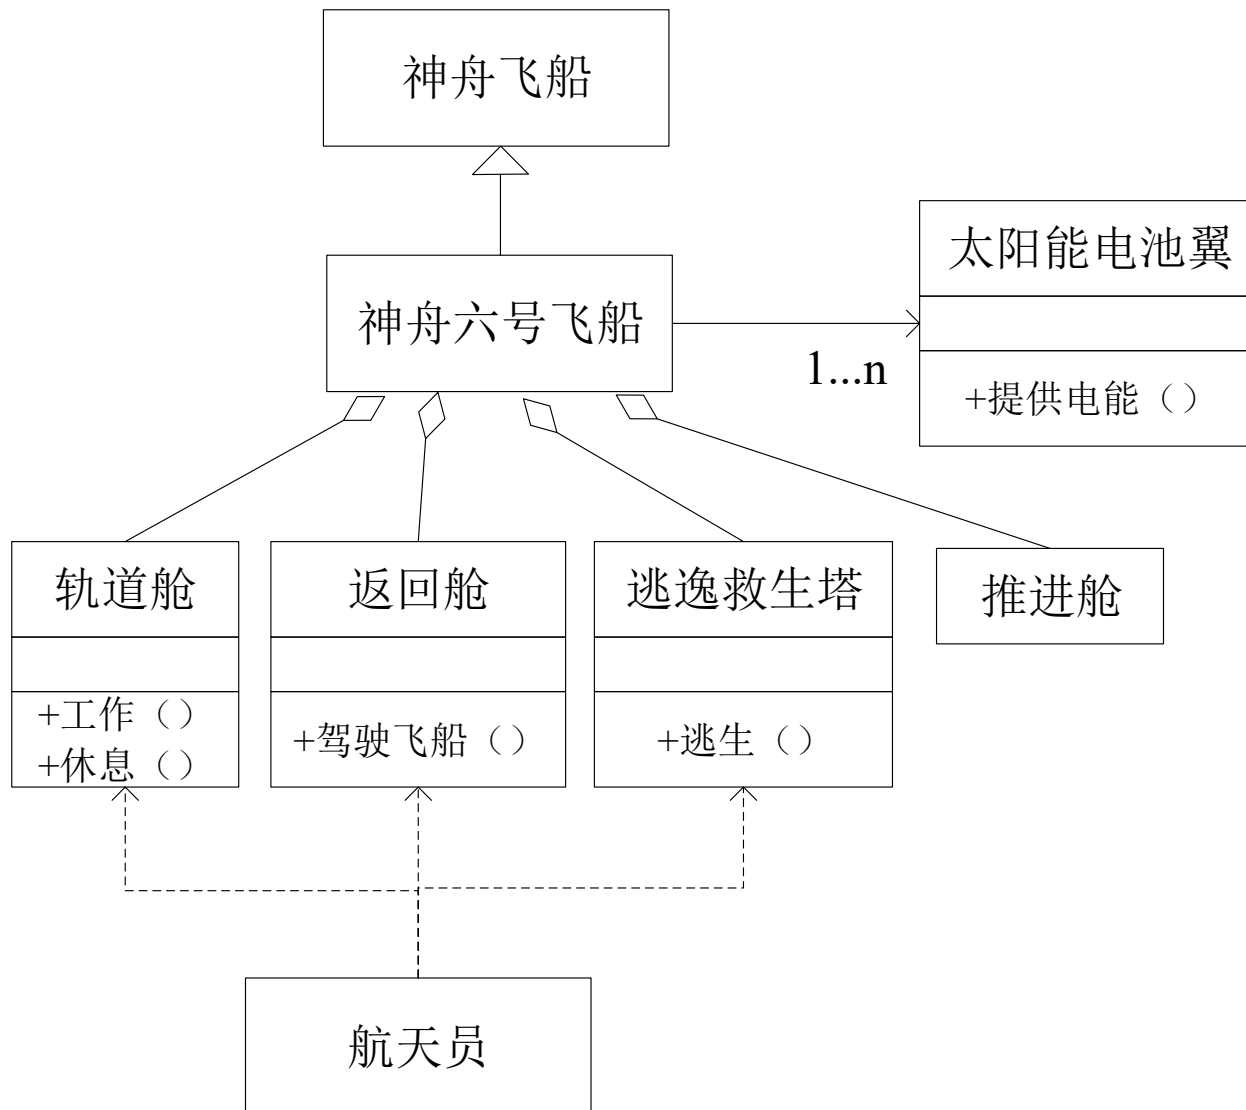 神舟飞船
太阳能电池翼
神舟六号飞船
1...n
+提供电能（）
轨道舱
返回舱
逃逸救生塔
推进舱
+工作（）
+休息（）
+驾驶飞船（）
+逃生（）
航天员